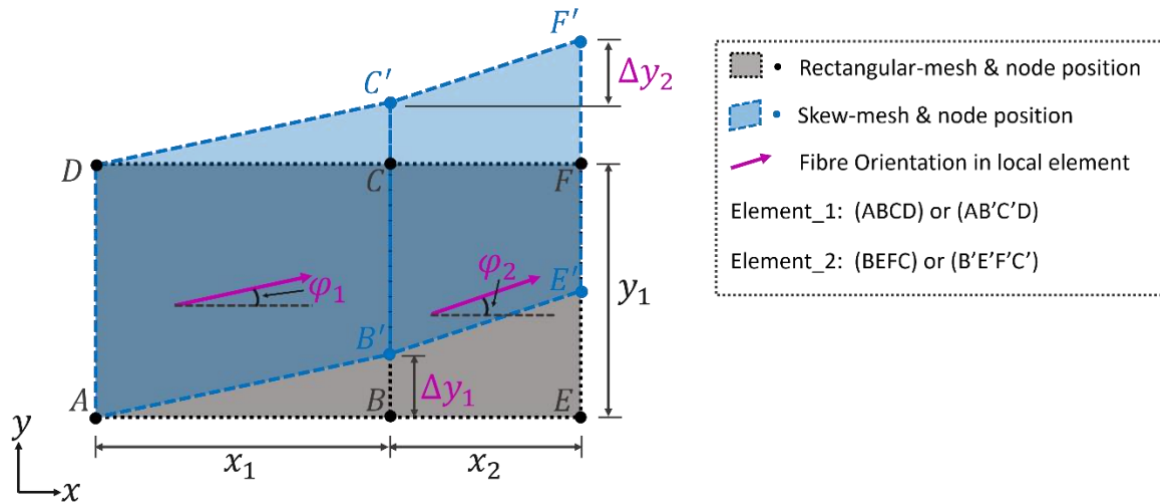 F′
Δy₂
C′
D
C
F
φ₁
φ₂
E′
y₁
B′
Δy₁
A
B
E
x₁
x₂
y
x
Rectangular-mesh & node position
Skew-mesh & node position
Fibre Orientation in local element
Element_1: (ABCD) or (AB’C’D)
Element_2: (BEFC) or (B’E’F’C’)